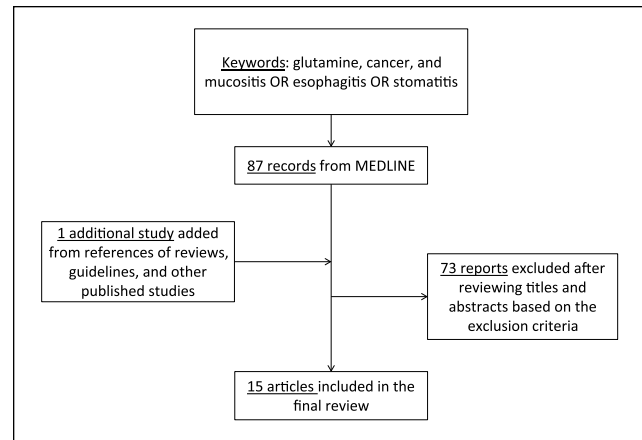 Keywords: glutamine, cancer, and
mucositis OR esophagitis OR stomatitis
87 records from MEDLINE
1 additional study added
from references of reviews,
guidelines, and other
published studies
73 reports excluded after
reviewing titles and
abstracts based on the
exclusion criteria
15 articles included in the
final review